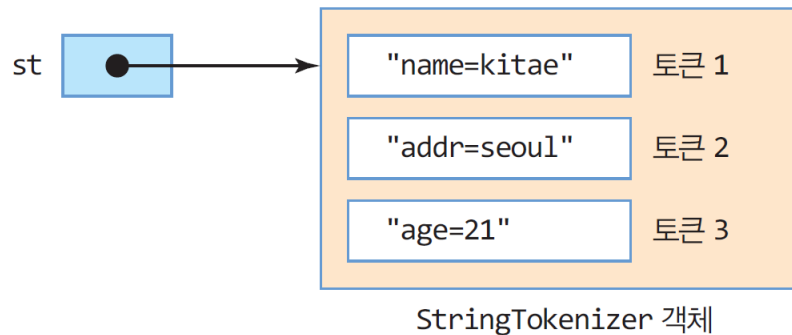 st
"name=kitae" 토큰 1
"addr=seoul" 토큰 2
"age=21" 토큰 3
StringTokenizer 객체